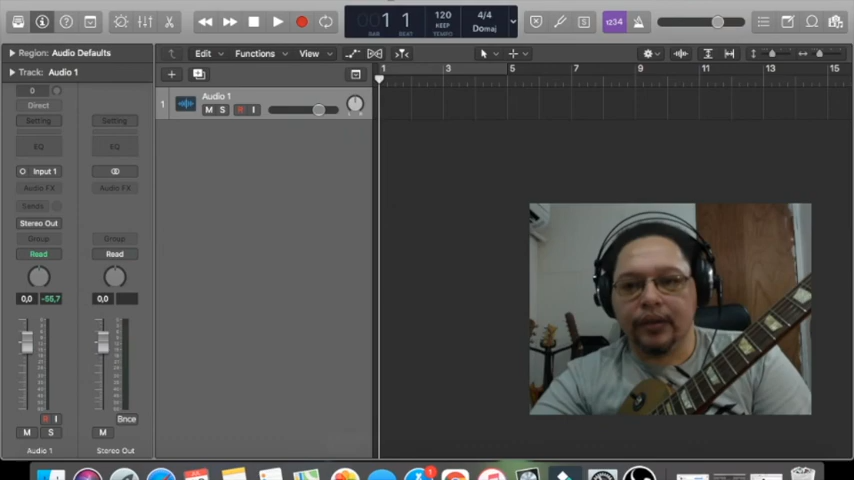 1 1
BAR
BEAT
120
KEEP
TEMPO
4/4
Domaj
1234
Region: Audio Defaults
Edit
Functions
View
Track: Audio 1
1
3
5
7
9
11
13
15
0
Direct
Setting
Setting
EQ
EQ
Input 1
Audio FX
Audio FX
Sends
Stereo Out
Group
Group
Read
Read
0,0
-55,7
0,0
R I
Bnce
M S
M
Audio 1
Stereo Out
1
Audio 1
M S R I
L R
1